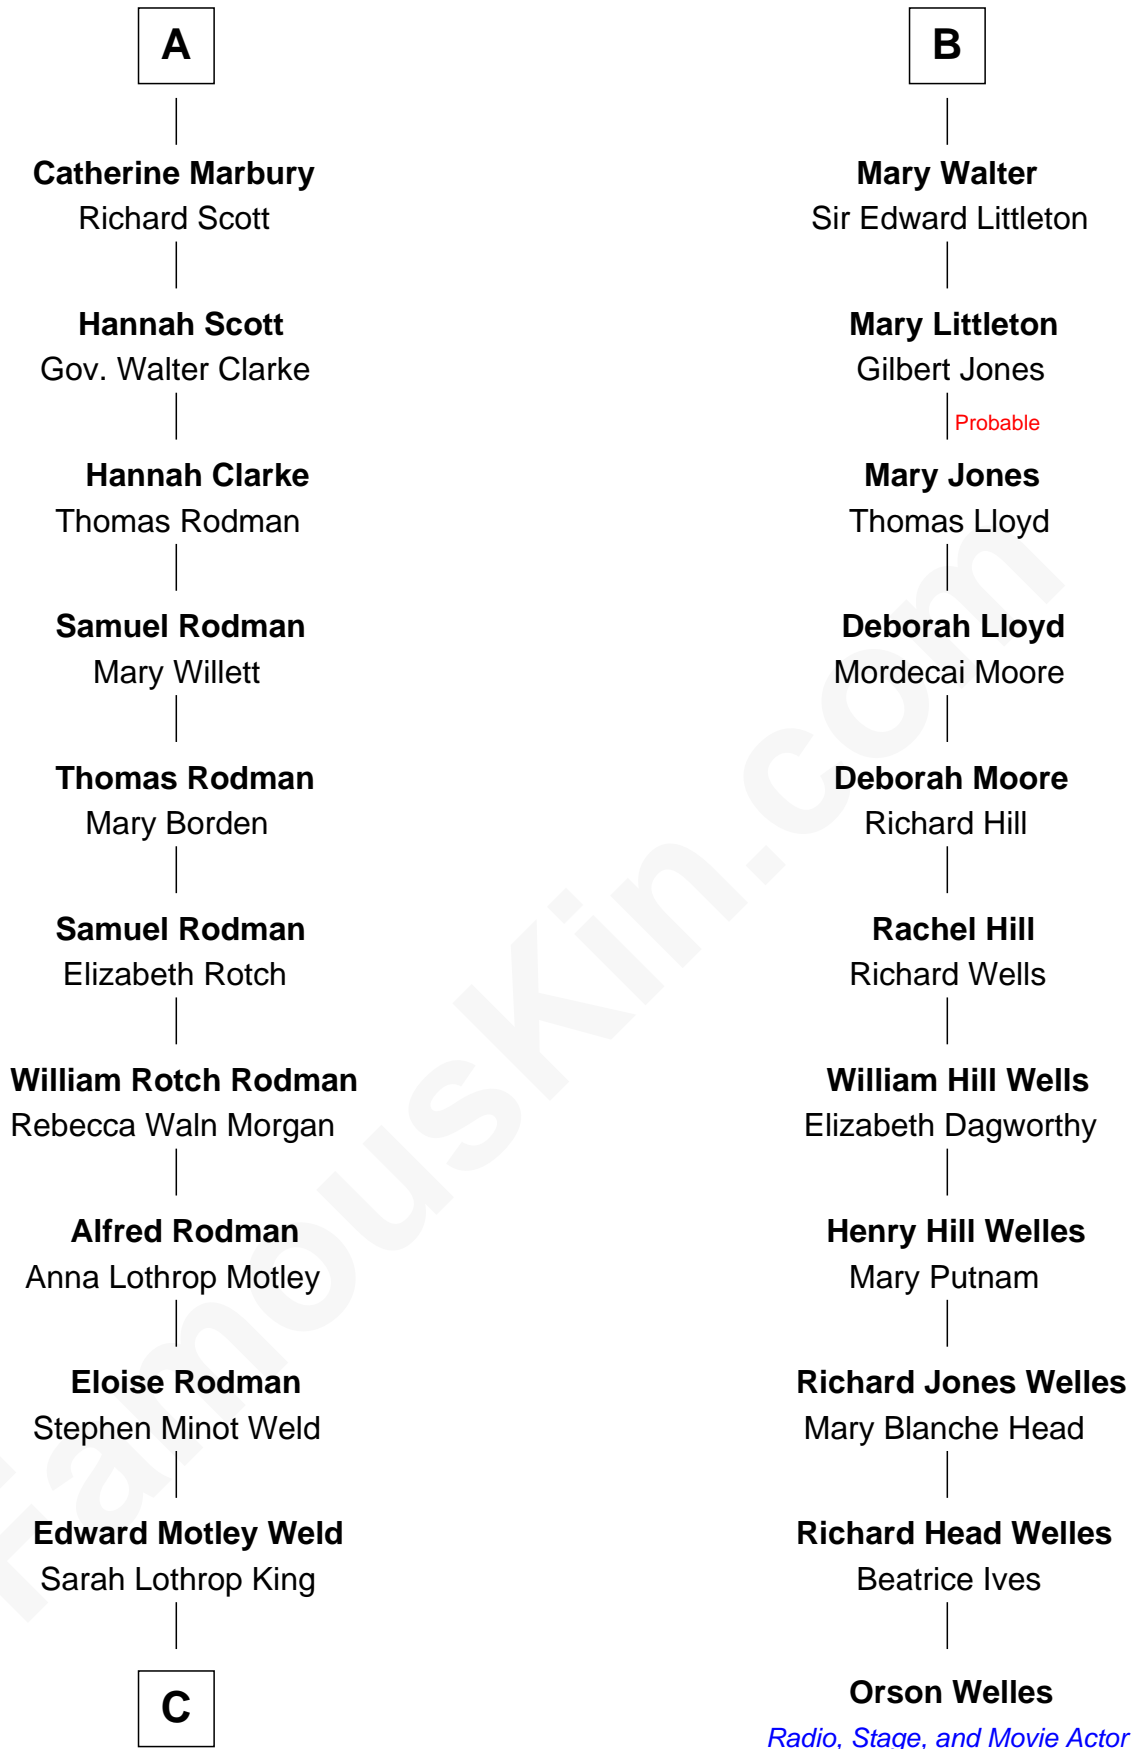 A
Catherine Marbury
Richard Scott
Hannah Scott
Gov. Walter Clarke
Hannah Clarke
Thomas Rodman
Samuel Rodman
Mary Willett
Thomas Rodman
Mary Borden
Samuel Rodman
Elizabeth Rotch
William Rotch Rodman
Rebecca Waln Morgan
Alfred Rodman
Anna Lothrop Motley
Eloise Rodman
Stephen Minot Weld
Edward Motley Weld
Sarah Lothrop King
C
B
Mary Walter
Sir Edward Littleton
Mary Littleton
Gilbert Jones
Probable
Mary Jones
Thomas Lloyd
Deborah Lloyd
Mordecai Moore
Deborah Moore
Richard Hill
Rachel Hill
Richard Wells
William Hill Wells
Elizabeth Dagworthy
Henry Hill Welles
Mary Putnam
Richard Jones Welles
Mary Blanche Head
Richard Head Welles
Beatrice Ives
Orson Welles
Radio, Stage, and Movie Actor
FamousKin.com